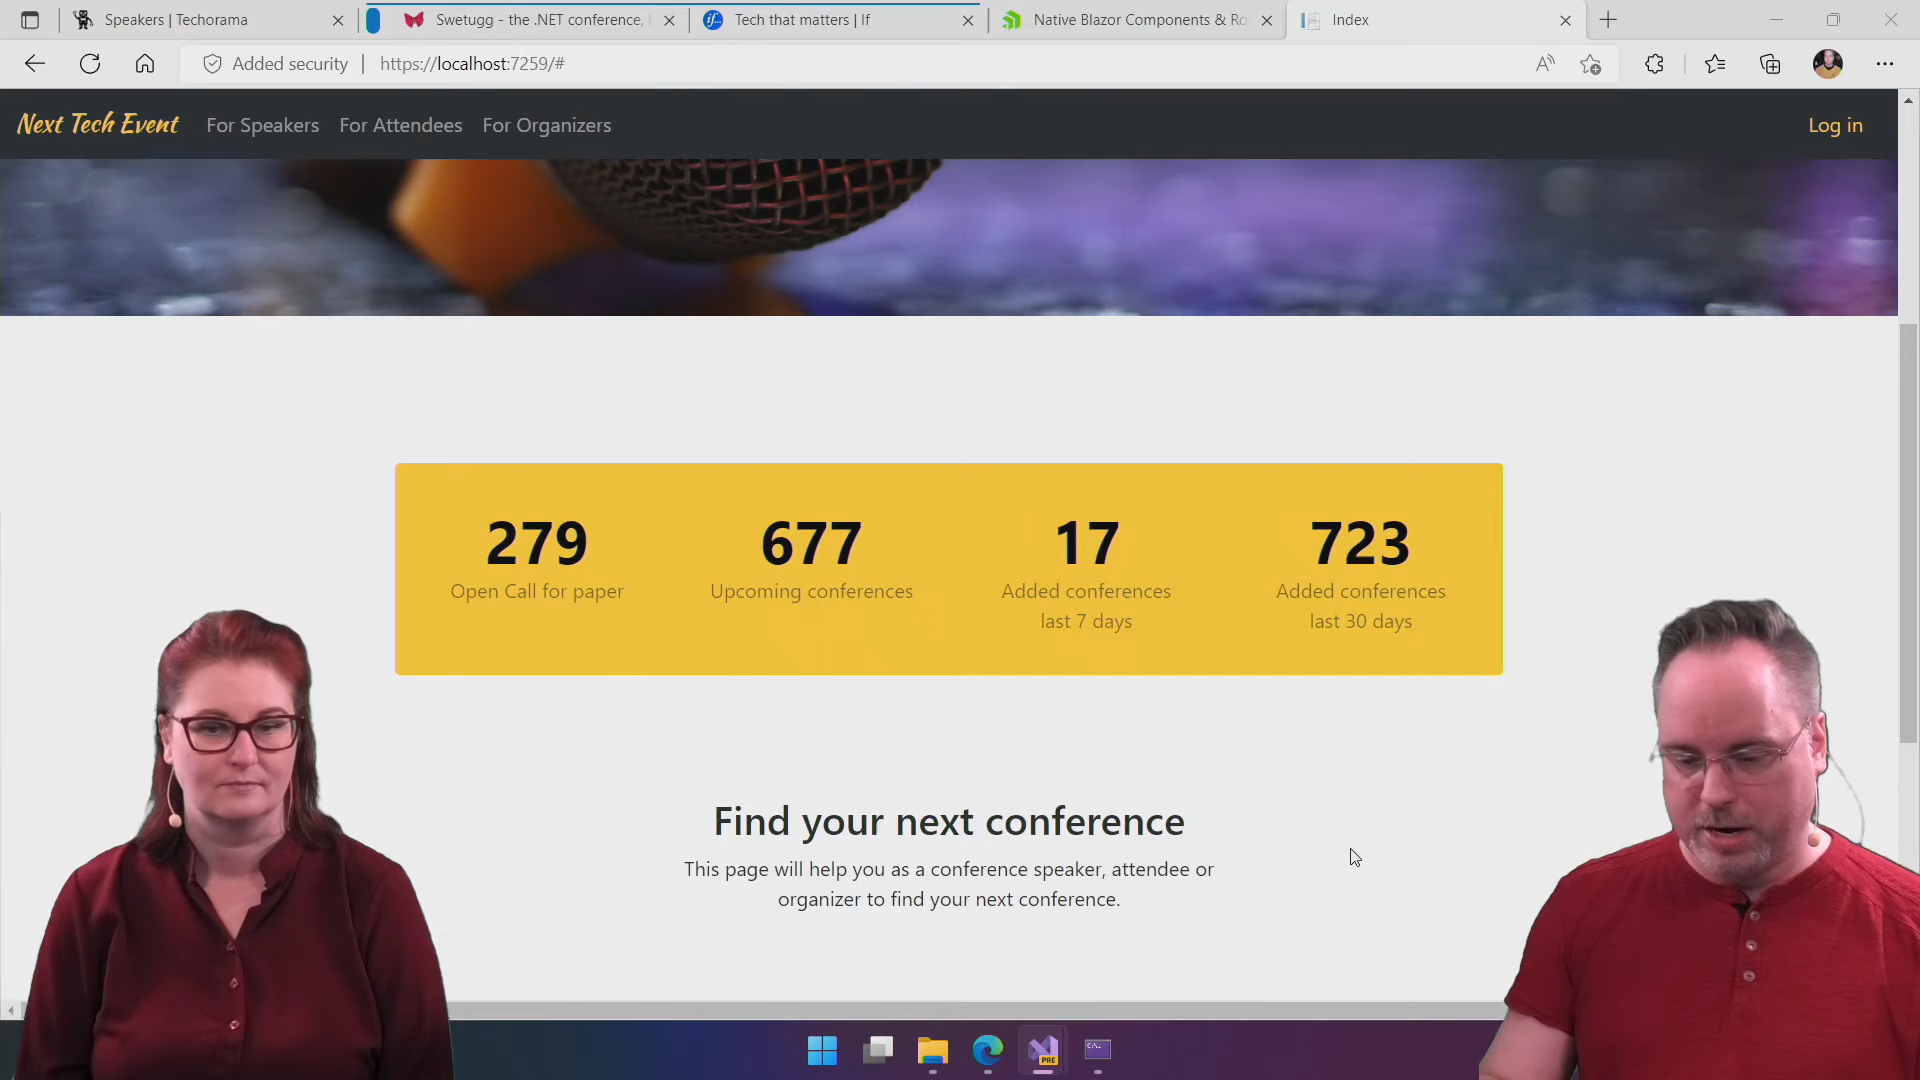 Speakers | Techorama
Swetugg - the .NET conference,
Tech that matters | If
Native Blazor Components & Ro
Index
Added security
https://localhost:7259/#
Next Tech Event
For Speakers
For Attendees
For Organizers
Log in
279
Open Call for paper
677
Upcoming conferences
17
Added conferences
last 7 days
723
Added conferences
last 30 days
Find your next conference
This page will help you as a conference speaker, attendee or
organizer to find your next conference.
PRE